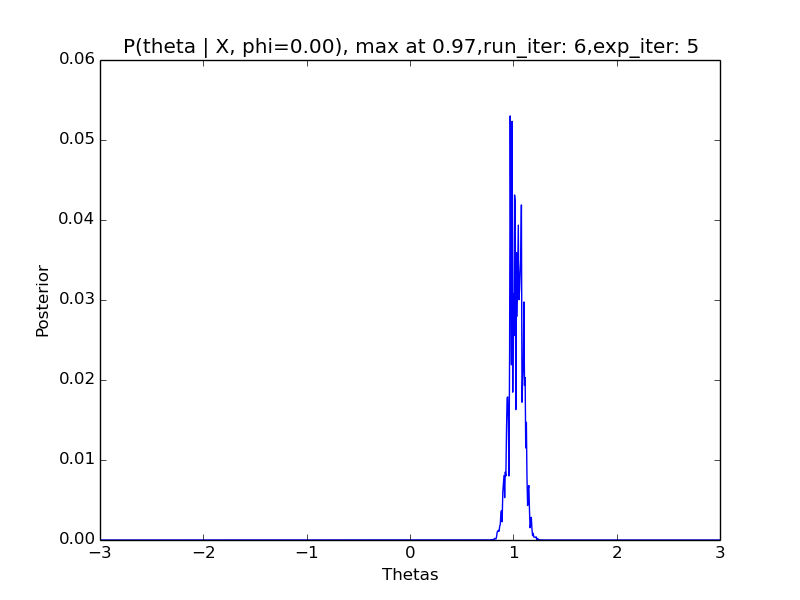 P(theta | X, phi=0.00), max at 0.97,run_iter: 6,exp_iter: 5
0.06
0.05
0.04
0.03
0.02
0.01
0.00
Posterior
−3 −2 −1 0 1 2 3
Thetas